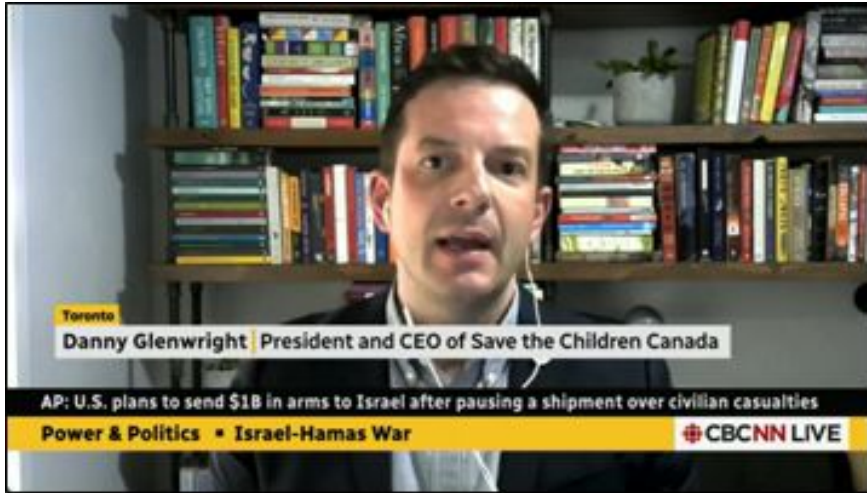 Toronto
Danny Glenwright President and CEO of Save the Children Canada
AP: U.S. plans to send $1B in arms to Israel after pausing a shipment over civilian casualties
Power & Politics ▪ Israel-Hamas War
CBCNN LIVE